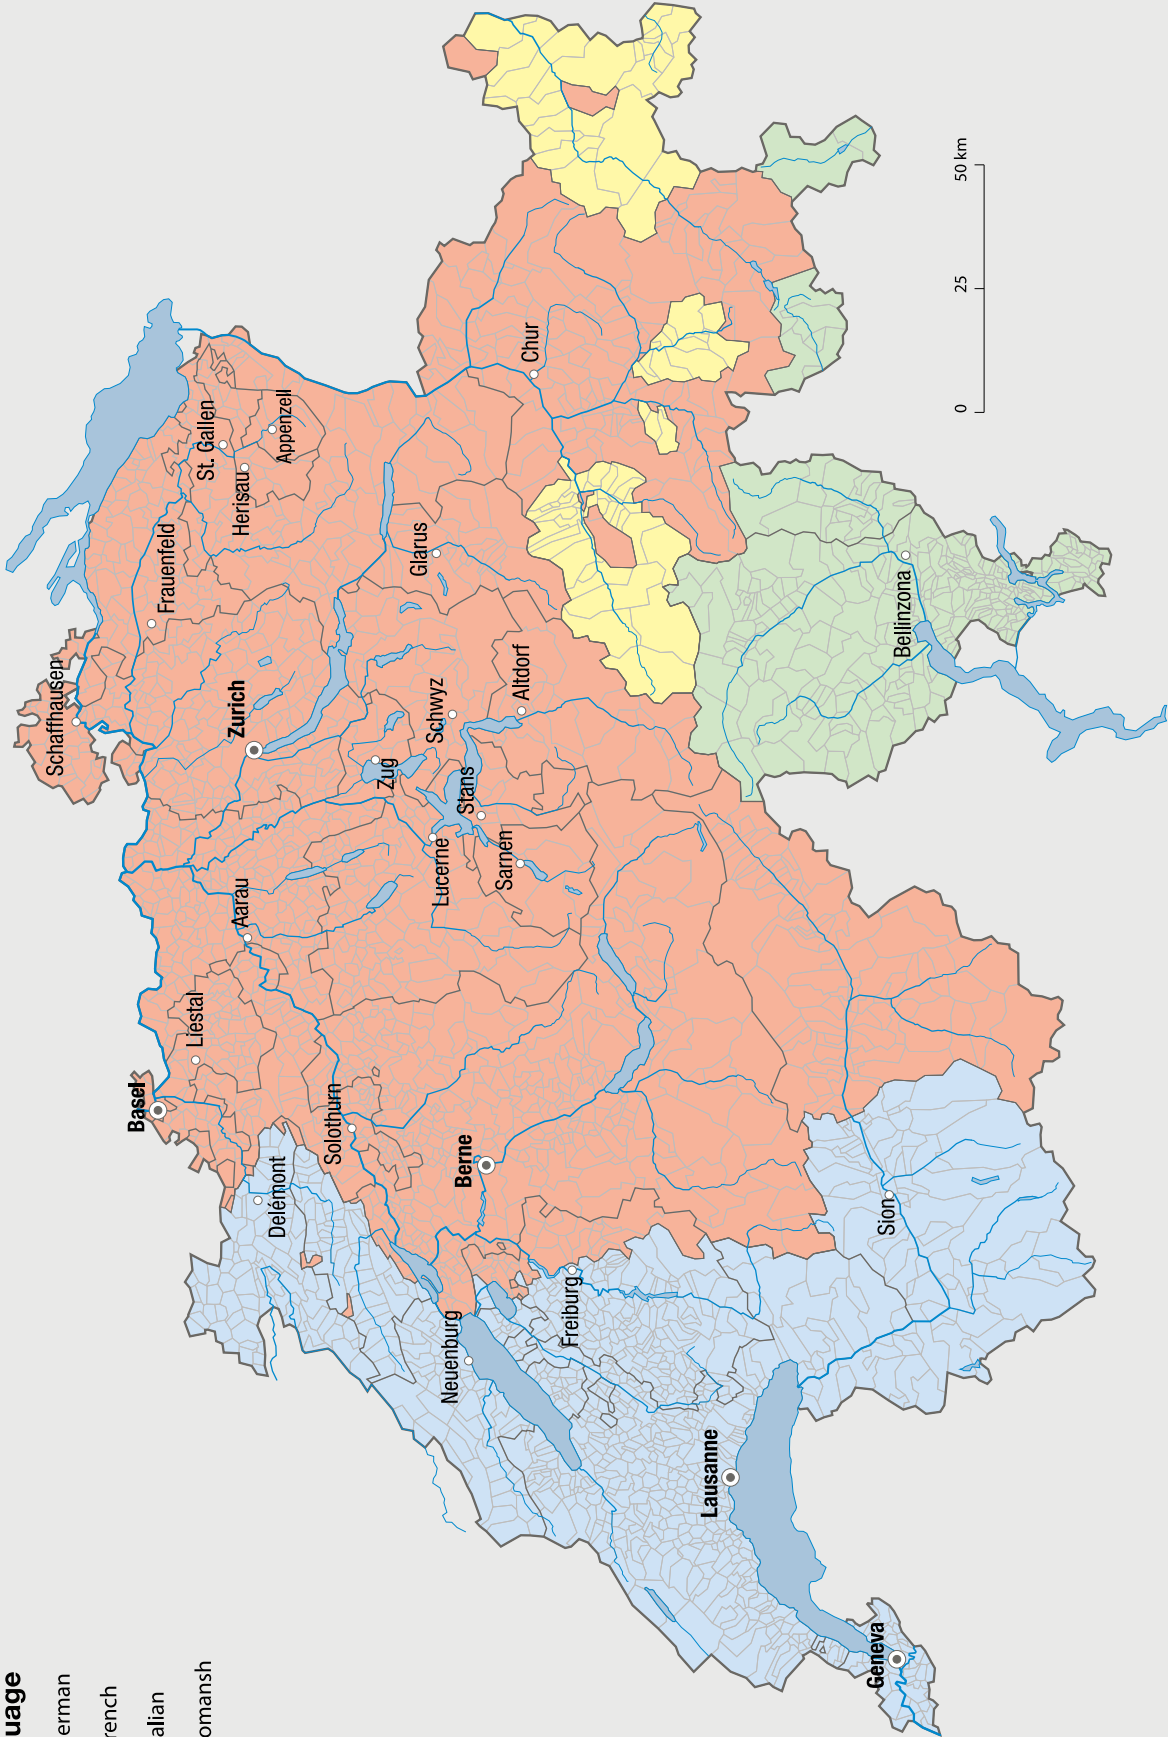 uage
erman
rench
alian
omansh
Schaffhausen
Frauenfeld
St. Gallen
Herisau
Appenzell
Basel
Liestal
Aarau
Zurich
Delémont
Solothurn
Zug
Lucerne
Schwyz
Glarus
Neuenburg
Berne
Stans
Sarnen
Altdorf
Chur
Freiburg
Lausanne
Geneva
Sion
Bellinzona
0 25 50 km